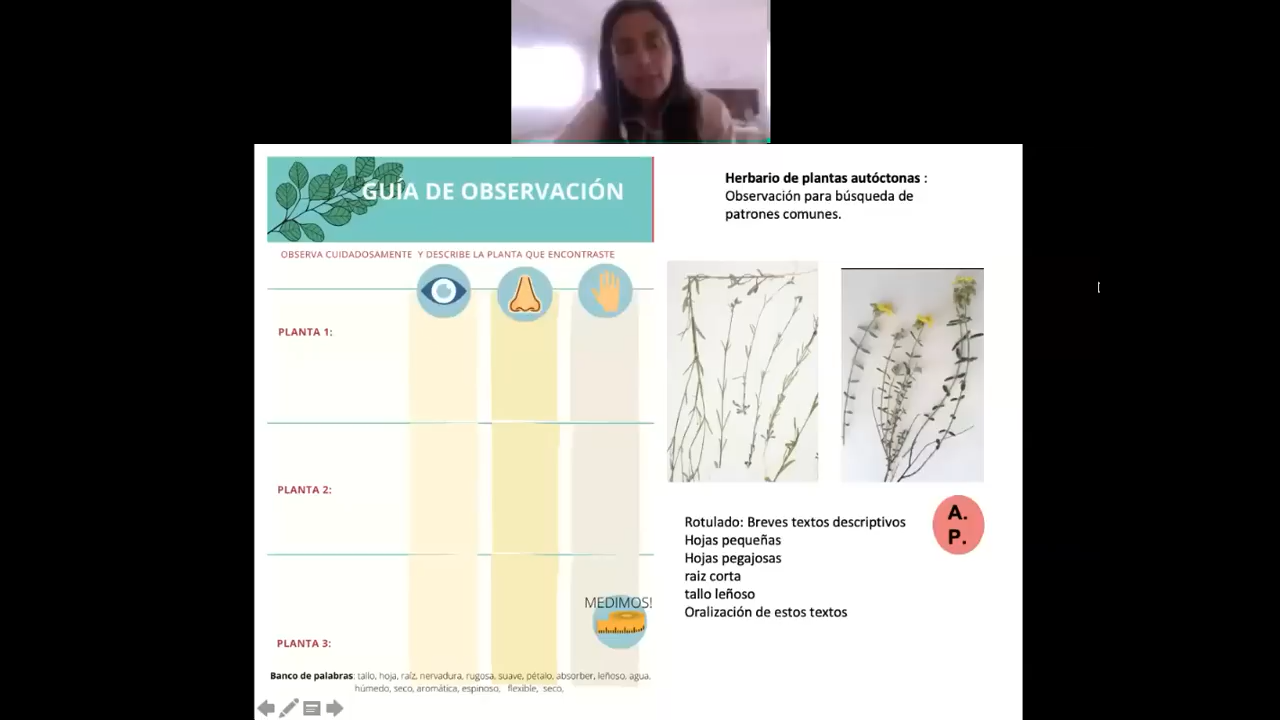 GUÍA DE OBSERVACIÓN
OBSERVA CUIDADOSAMENTE Y DESCRIBE LA PLANTA QUE ENCONTRASTE
PLANTA 1:
PLANTA 2:
MEDIMOS!
PLANTA 3:
Banco de palabras: tallo, hoja, raíz, nervadura, rugosa, suave, pétalo, absorber, leñoso, agua.
húmedo, seco, aromática, espinoso, flexible, seco,
Herbario de plantas autóctonas :
Observación para búsqueda de
patrones comunes.
Rotulado: Breves textos descriptivos
Hojas pequeñas
Hojas pegajosas
raiz corta
tallo leñoso
Oralización de estos textos
A.
P.